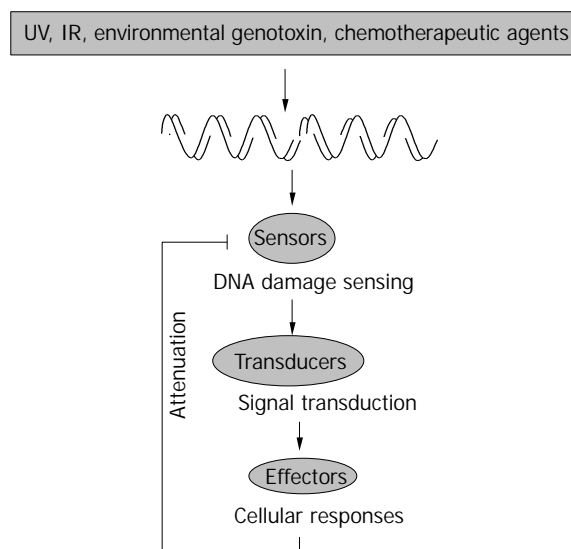 UV, IR, environmental genotoxin, chemotherapeutic agents
Sensors
DNA damage sensing
Transducers
Signal transduction
Effectors
Cellular responses
Attenuation